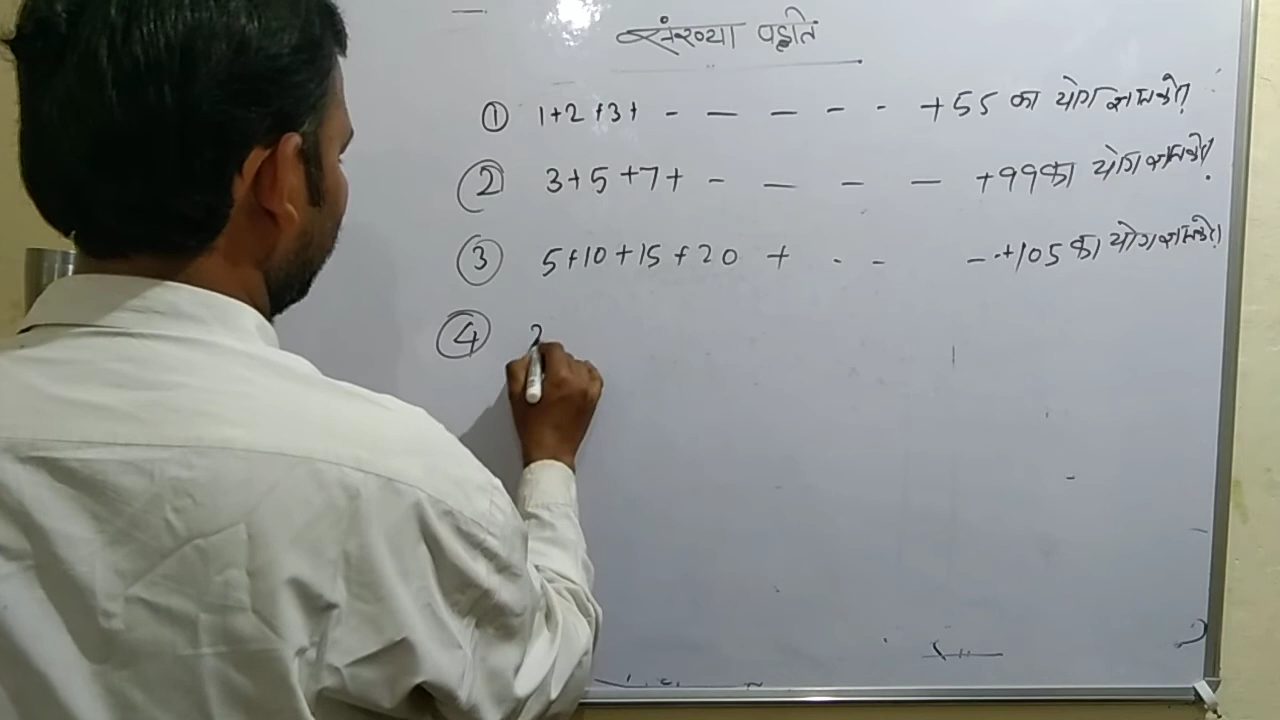 संख्या पद्धति
① 1+2+3+ - — — - - +55 का योग ज्ञात करो?
② 3+5+7+ - — — — +99 का योग ज्ञात करो?
③ 5+10+15+20 + - - - -+105 का योग ज्ञात करो?
④ 2